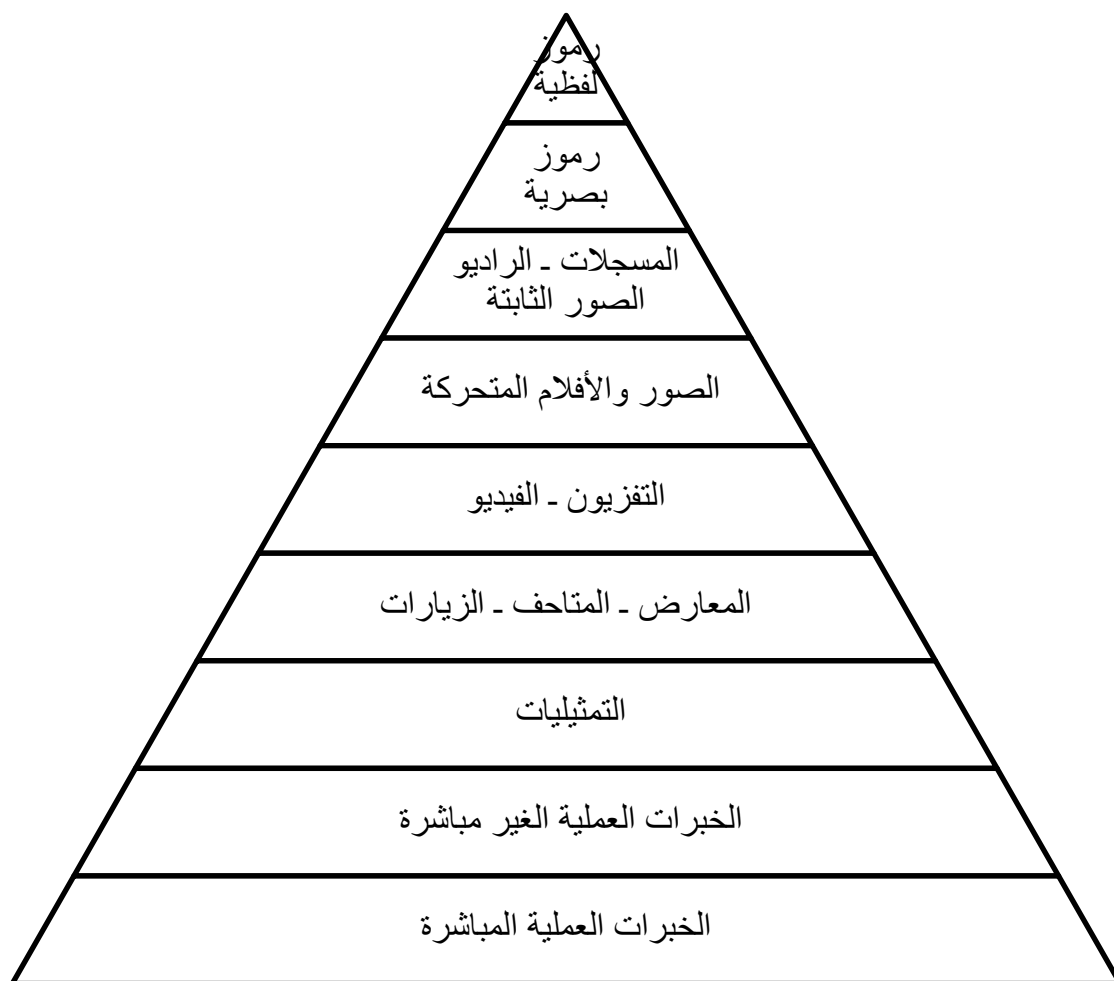 رموز
لفظية
رموز
بصرية
المسجلات ـ الراديو
الصور الثابتة
الصور والأفلام المتحركة
التفزيون ـ الفيديو
المعارض ـ المتاحف ـ الزيارات
التمثيليات
الخبرات العملية الغير مباشرة
الخبرات العملية المباشرة